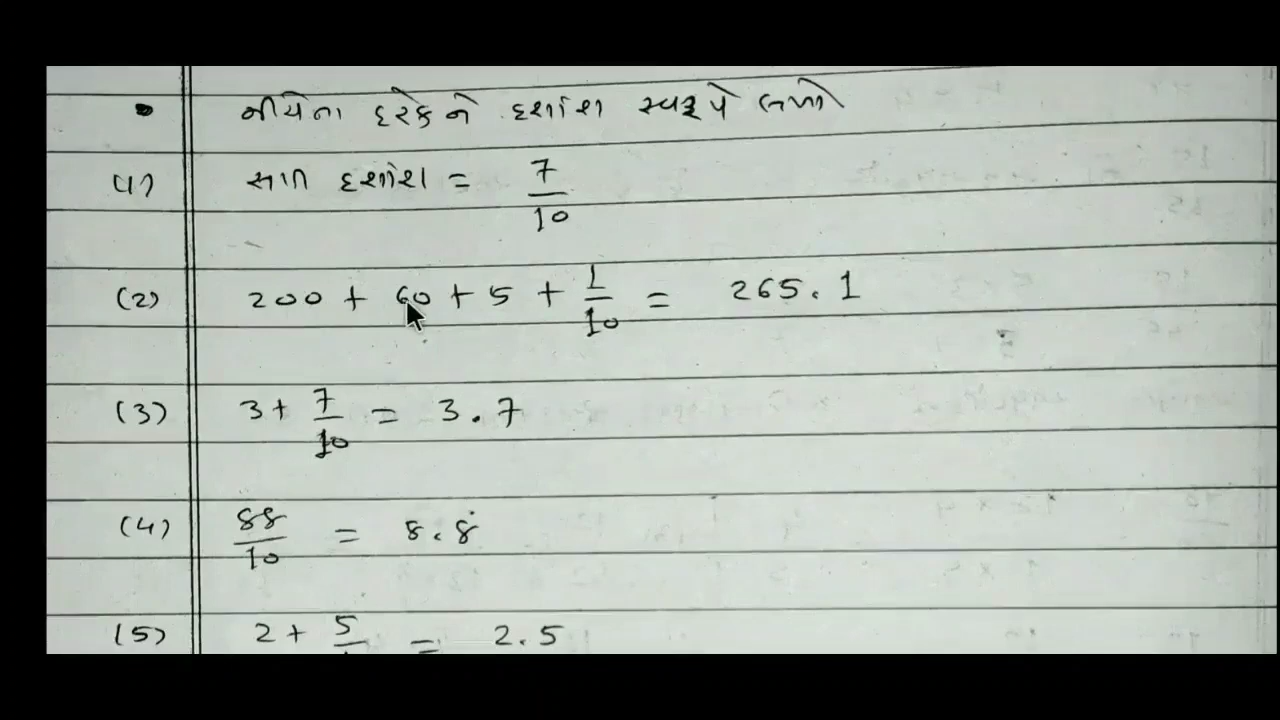 • નીચેના દરેકને દશાંશ સ્વરૂપે લખો
(1) સાત દશાંશ = 7/10
(2) 200 + 60 + 5 + 1/10 = 265.1
(3) 3 + 7/10 = 3.7
(4) 88/10 = 8.8
(5) 2 + 5/ = 2.5